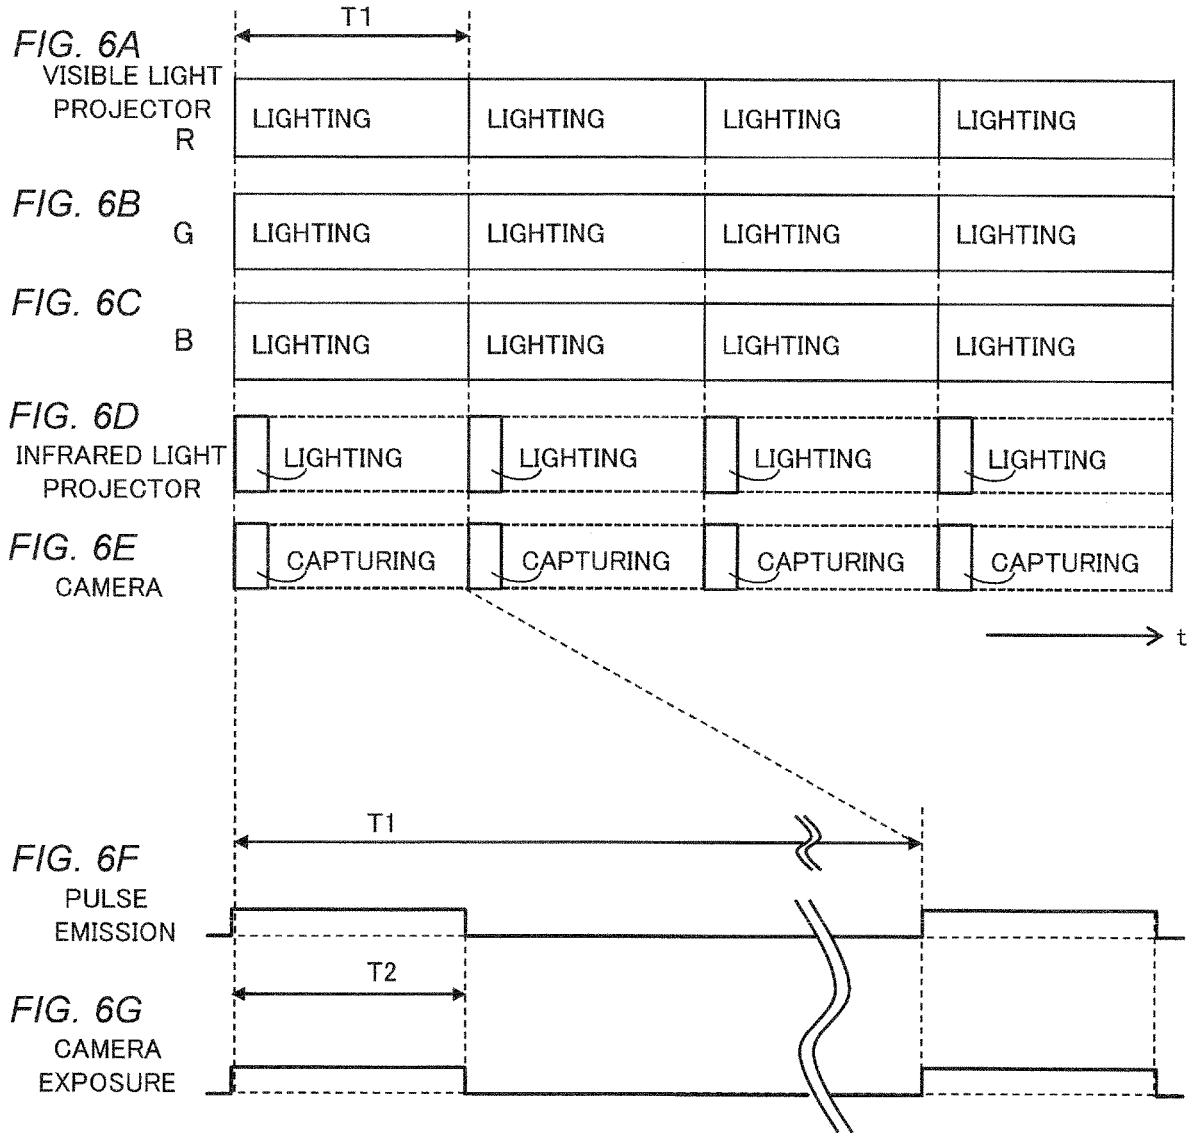 T1
FIG. 6A
VISIBLE LIGHT
PROJECTOR
R
LIGHTING LIGHTING LIGHTING LIGHTING
FIG. 6B
G
LIGHTING LIGHTING LIGHTING LIGHTING
FIG. 6C
B
LIGHTING LIGHTING LIGHTING LIGHTING
FIG. 6D
INFRARED LIGHT
PROJECTOR
LIGHTING LIGHTING LIGHTING LIGHTING
FIG. 6E
CAMERA
CAPTURING CAPTURING CAPTURING CAPTURING
t
T1
FIG. 6F
PULSE
EMISSION
T2
FIG. 6G
CAMERA
EXPOSURE